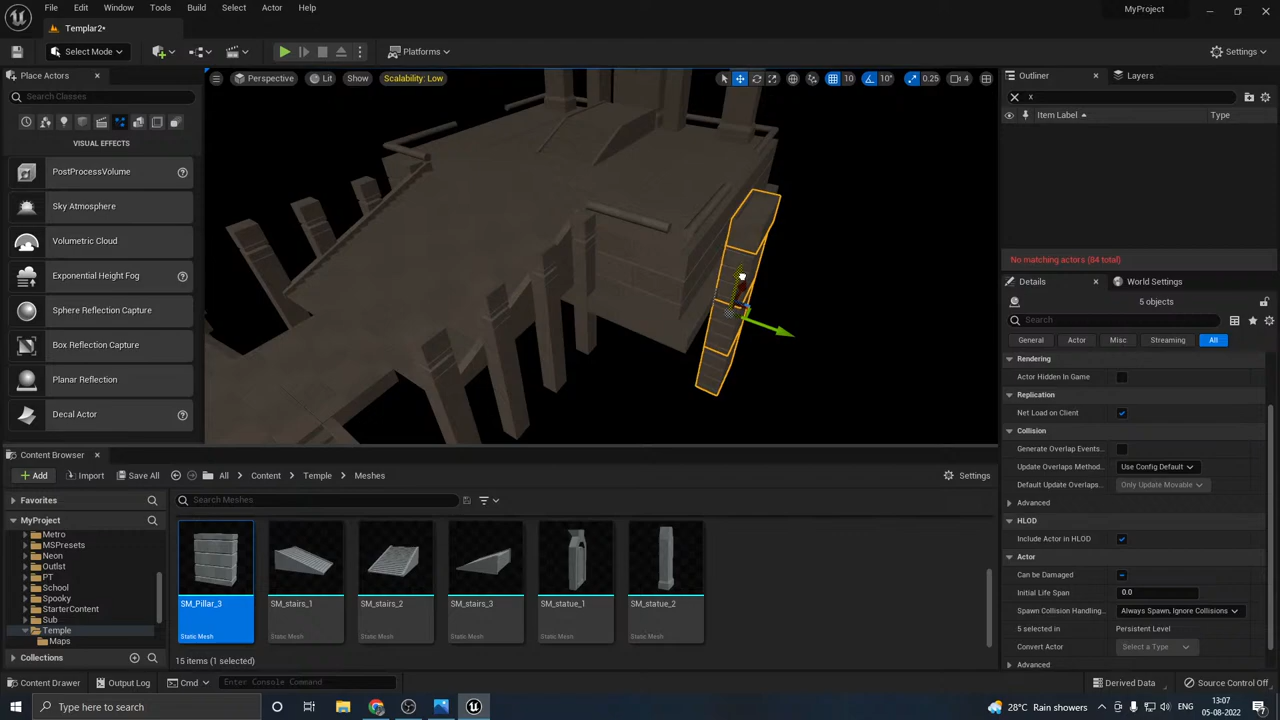 File Edit Window Tools Build Select Actor Help
MyProject
Templar2*
Select Mode
Platforms
Settings
Place Actors
Search Classes
VISUAL EFFECTS
PostProcessVolume
Sky Atmosphere
Volumetric Cloud
Exponential Height Fog
Sphere Reflection Capture
Box Reflection Capture
Planar Reflection
Decal Actor
Perspective Lit Show Scalability: Low
10 10° 0.25 4
Outliner Layers
x
Item Label Type
No matching actors (84 total)
Details World Settings
5 objects
Search
General Actor Misc Streaming All
Rendering
Actor Hidden In Game
Replication
Net Load on Client
Collision
Generate Overlap Events..
Update Overlaps Method.. Use Config Default
Default Update Overlaps.. Only Update Movable
Advanced
HLOD
Include Actor in HLOD
Actor
Can be Damaged
Initial Life Span 0.0
Spawn Collision Handling.. Always Spawn, Ignore Collisions
5 selected in Persistent Level
Convert Actor Select a Type
Advanced
Content Browser
Add Import Save All All Content Temple Meshes Settings
Favorites
MyProject
Metro
MSPresets
Neon
Outlst
PT
School
Spooky
StarterContent
Sub
Temple
Maps
Collections
Search Meshes
SM_Pillar_3 SM_stairs_1 SM_stairs_2 SM_stairs_3 SM_statue_1 SM_statue_2
Static Mesh Static Mesh Static Mesh Static Mesh Static Mesh Static Mesh
15 items (1 selected)
Content Drawer Output Log Cmd Enter Console Command Derived Data Source Control Off
Type here to search
28°C Rain showers
13:07
05-08-2022